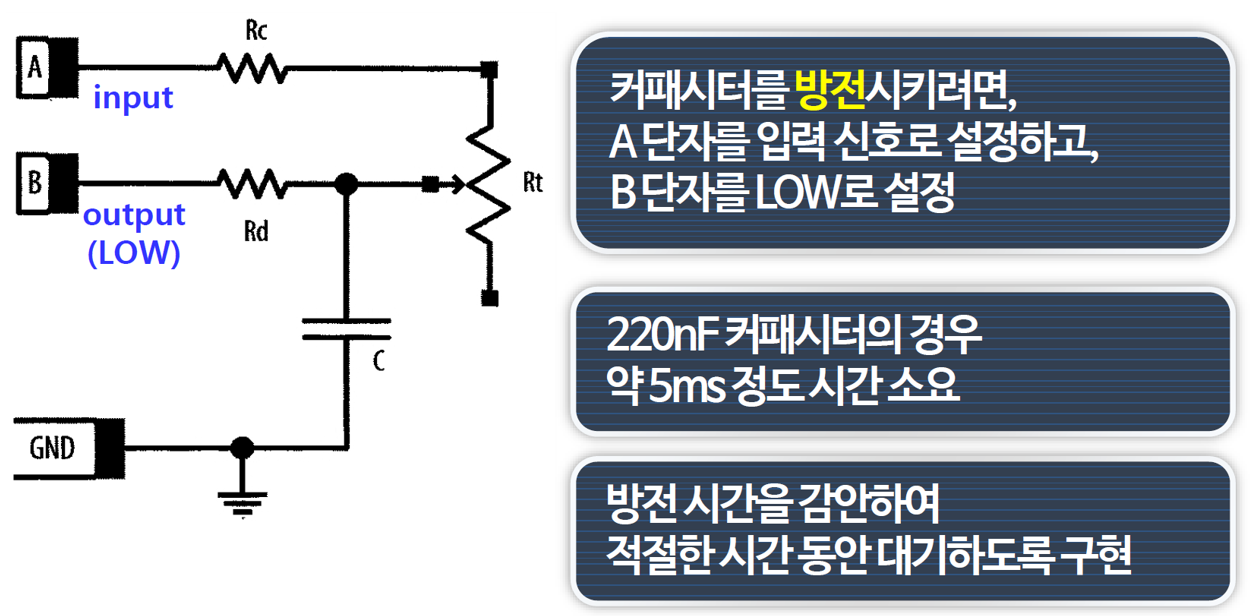 Rc
A
input
B
output
(LOW)
Rd
Rt
C
GND
커패시터를 방전시키려면,
A 단자를 입력 신호로 설정하고,
B 단자를 LOW로 설정
220nF 커패시터의 경우
약 5ms 정도 시간 소요
방전 시간을 감안하여
적절한 시간 동안 대기하도록 구현